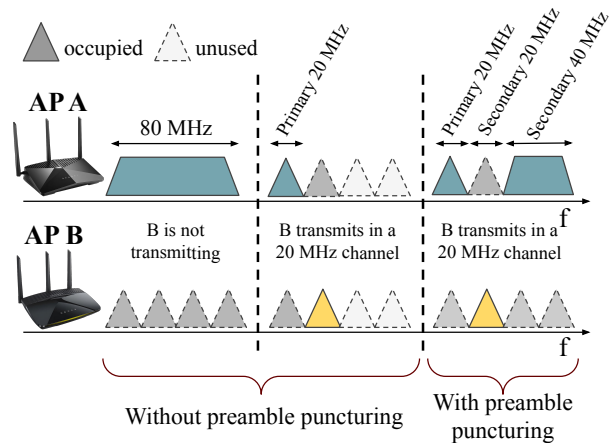 occupied
unused
Primary 20 MHz
Primary 20 MHz
Secondary 20 MHz
Secondary 40 MHz
AP A
80 MHz
f
B is not
transmitting
B transmits in a
20 MHz channel
B transmits in a
20 MHz channel
AP B
f
Without preamble puncturing
With preamble
puncturing